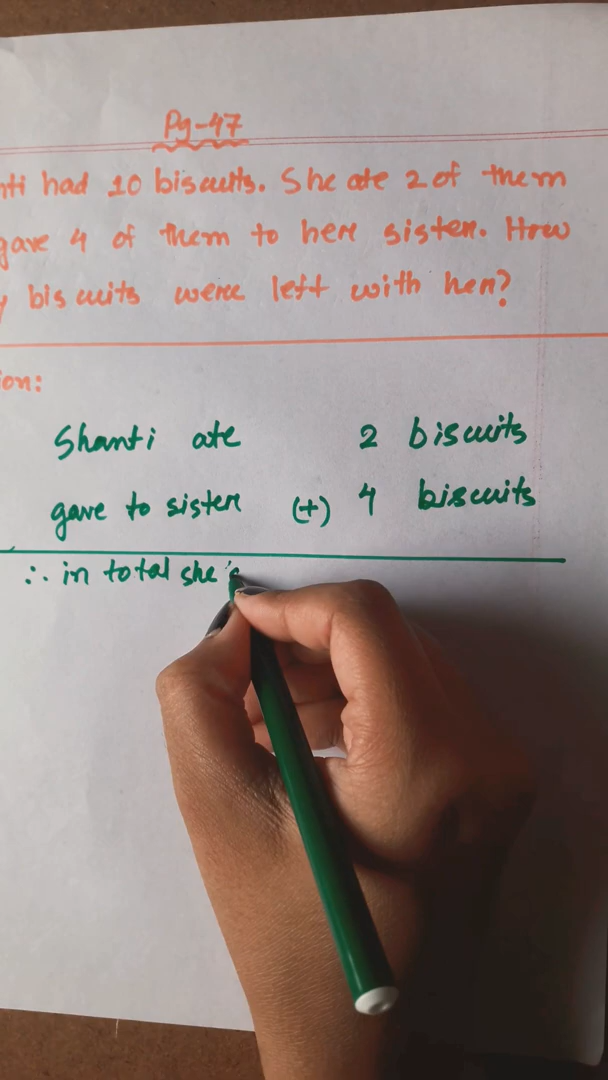 Pg-47
nti had 10 biscuits. She ate 2 of them
gave 4 of them to here sister. How
y biscuits were left with her?
ion:
Shanti ate 2 biscuits
gave to sister (+) 4 biscuits
∴ in total she